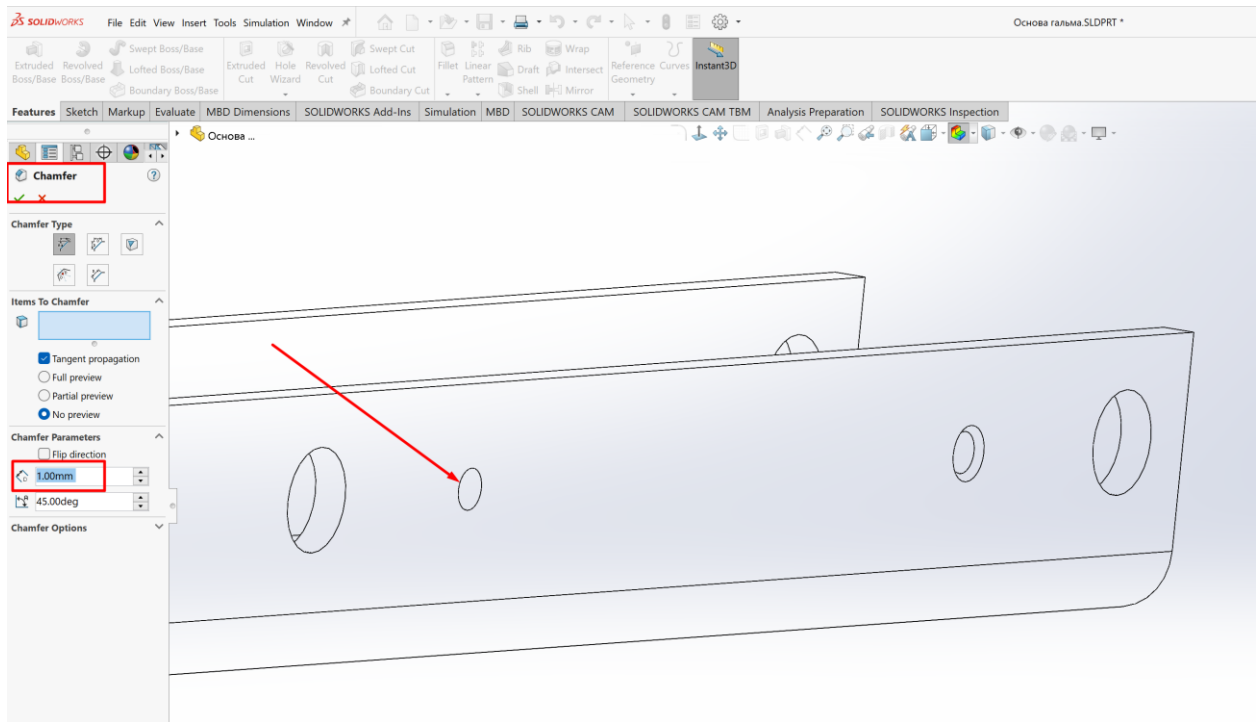 DS SOLIDWORKS File Edit View Insert Tools Simulation Window Основа гальма.SLDPRT *
Extruded Boss/Base Revolved Boss/Base Swept Boss/Base Extruded Cut Hole Wizard Revolved Cut Swept Cut Fillet Linear Pattern Rib Wrap Reference Geometry Curves Instant3D
Lofted Boss/Base Lofted Cut Draft Intersect
Boundary Boss/Base Boundary Cut Shell Mirror
Features Sketch Markup Evaluate MBD Dimensions SOLIDWORKS Add-Ins Simulation MBD SOLIDWORKS CAM SOLIDWORKS CAM TBM Analysis Preparation SOLIDWORKS Inspection
Основа ...
Chamfer
Chamfer Type
Items To Chamfer
Tangent propagation
Full preview
Partial preview
No preview
Chamfer Parameters
Flip direction
1.00mm
45.00deg
Chamfer Options